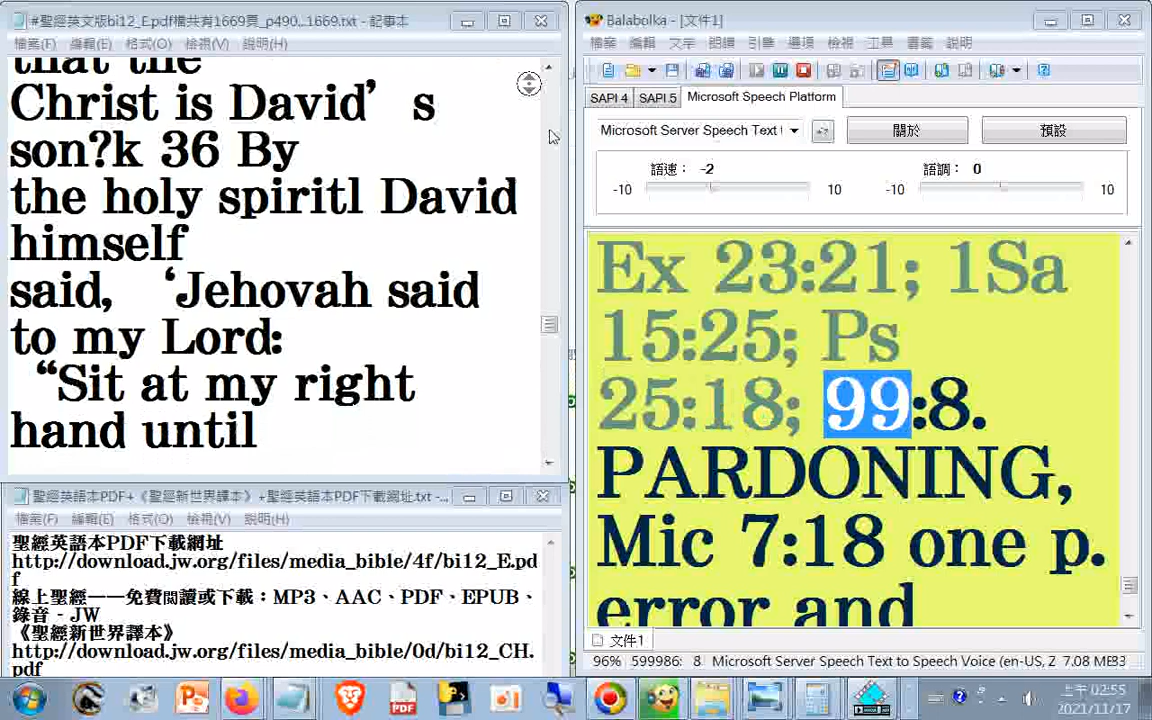 #聖經英文版bi12_E.pdf檔共有1669頁_p490...1669.txt - 記事本
檔案(F) 編輯(E) 格式(O) 檢視(V) 說明(H)
that the
Christ is David’s
son?k 36 By
the holy spiritl David
himself
said, ‘Jehovah said
to my Lord:
“Sit at my right
hand until
聖經英語本PDF+《聖經新世界譯本》+聖經英語本PDF下載網址.txt -...
檔案(F) 編輯(E) 格式(O) 檢視(V) 說明(H)
聖經英語本PDF下載網址
http://download.jw.org/files/media_bible/4f/bi12_E.pd
f
線上聖經──免費閱讀或下載：MP3、AAC、PDF、EPUB、
錄音 - JW
《聖經新世界譯本》
http://download.jw.org/files/media_bible/0d/bi12_CH.
pdf
Balabolka - [文件1]
檔案 編輯 文字 朗讀 引擎 選項 檢視 工具 書籤 說明
SAPI 4 SAPI 5 Microsoft Speech Platform
Microsoft Server Speech Text 關於 預設
語速： -2 語調： 0
-10 10 -10 10
Ex 23:21; 1Sa
15:25; Ps
25:18; 99:8.
PARDONING,
Mic 7:18 one p.
error and
文件1
96% 599986: 8 Microsoft Server Speech Text to Speech Voice (en-US, Z 7.08 MB
上午 02:55
2021/11/17